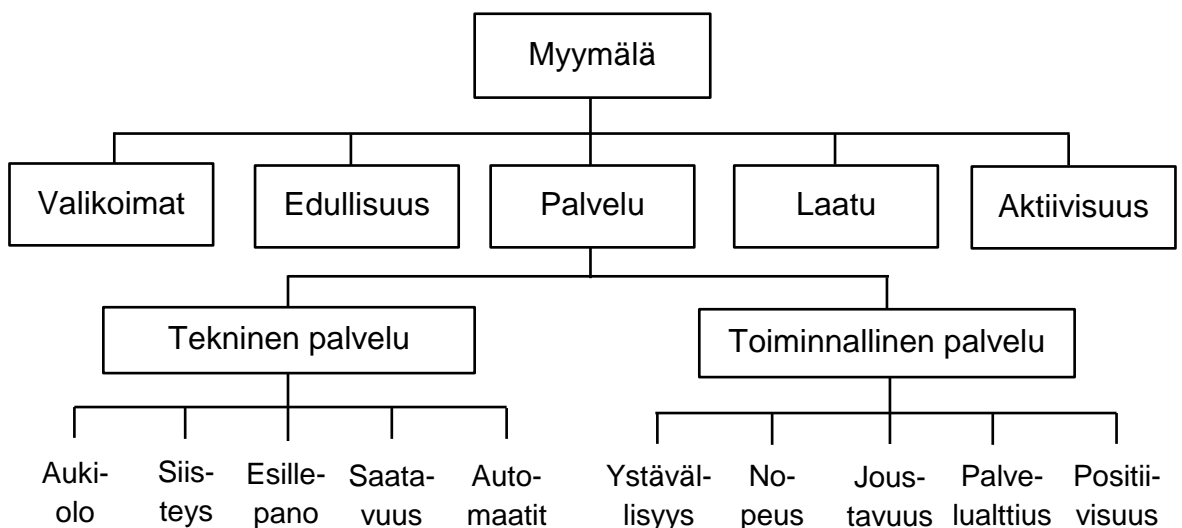 Myymälä
Valikoimat
Edullisuus
Palvelu
Laatu
Aktiivisuus
Tekninen palvelu
Toiminnallinen palvelu
Auki-
olo
Siis-
teys
Esille-
pano
Saata-
vuus
Auto-
maatit
Ystäväl-
lisyys
No-
peus
Jous-
tavuus
Palve-
lualttius
Positii-
visuus